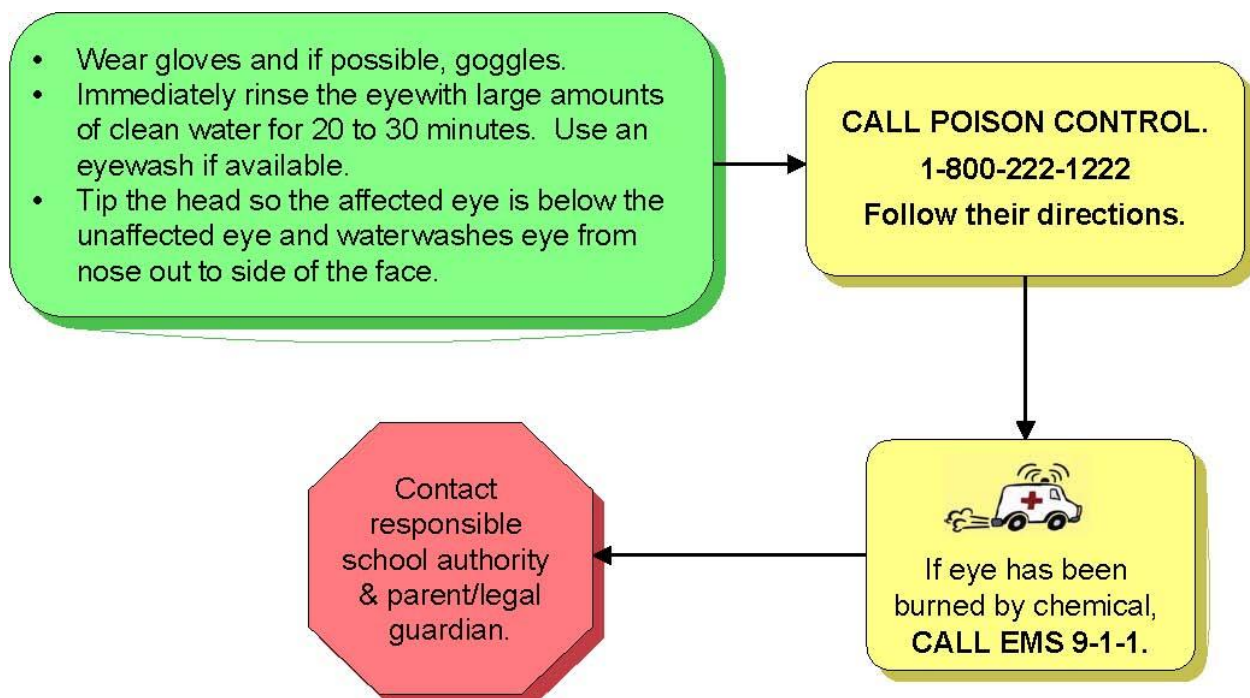 • Wear gloves and if possible, goggles.
• Immediately rinse the eyewith large amounts
of clean water for 20 to 30 minutes. Use an
eyewash if available.
• Tip the head so the affected eye is below the
unaffected eye and waterwashes eye from
nose out to side of the face.
CALL POISON CONTROL.
1-800-222-1222
Follow their directions.
If eye has been
burned by chemical,
CALL EMS 9-1-1.
Contact
responsible
school authority
& parent/legal
guardian.